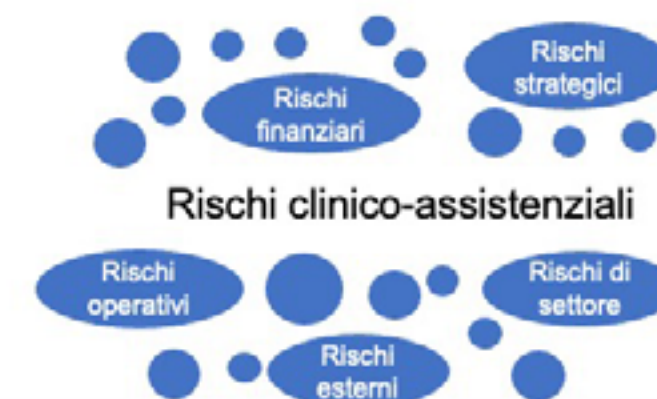 Rischi
strategici
Rischi
finanziari
Rischi clinico-assistenziali
Rischi
operativi
Rischi di
settore
Rischi
esterni